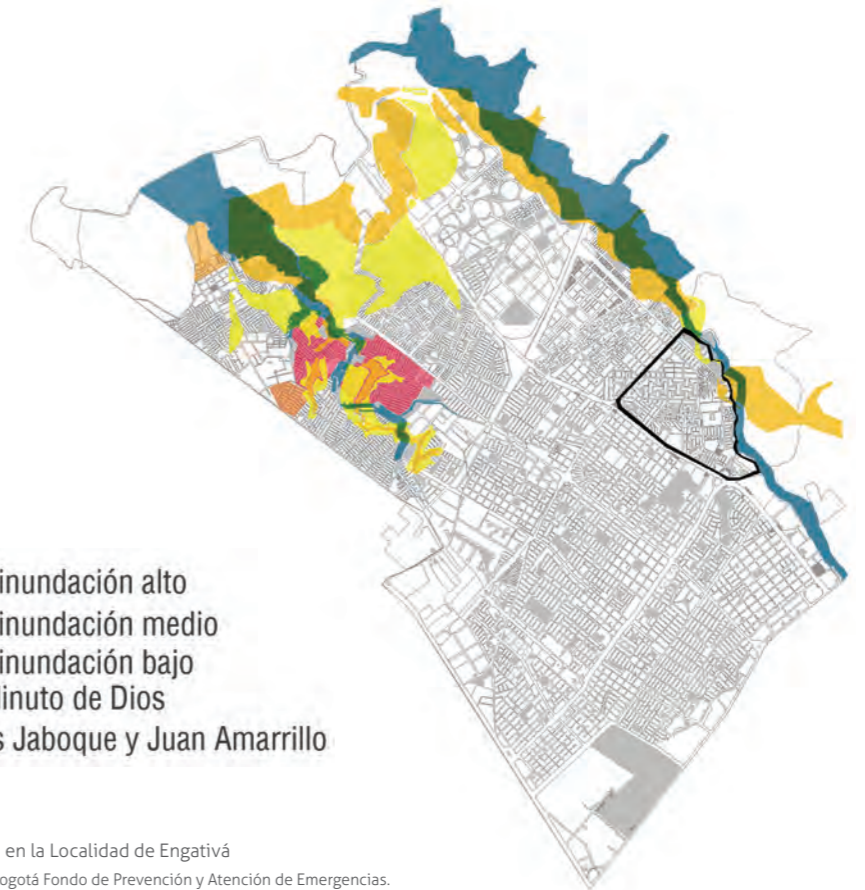 inundación alto
inundación medio
inundación bajo
inuto de Dios
s Jaboque y Juan Amarrillo
en la Localidad de Engativá
ogotá Fondo de Prevención y Atención de Emergencias.